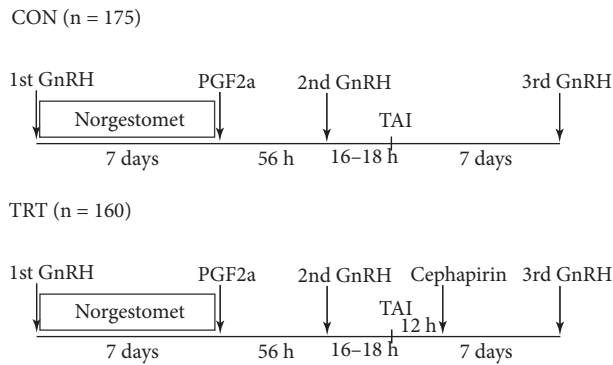 CON (n = 175)
1st GnRH PGF2a 2nd GnRH 3rd GnRH
Norgestomet TAI
7 days 56 h 16–18 h 7 days
TRT (n = 160)
1st GnRH PGF2a 2nd GnRH Cephapirin 3rd GnRH
Norgestomet TAI
12 h
7 days 56 h 16–18 h 7 days